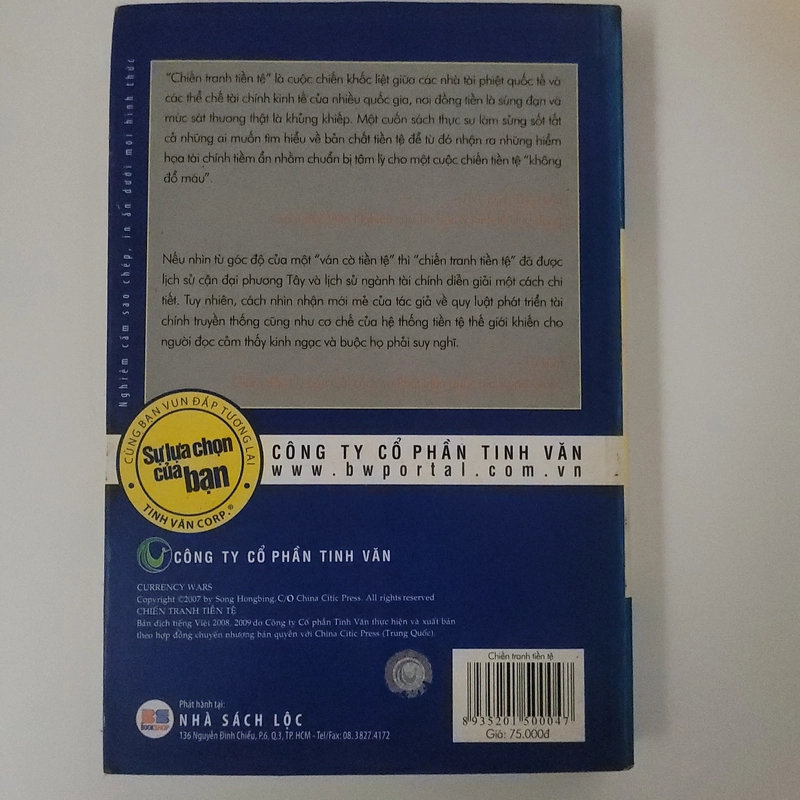 Nghiêm cấm sao chép, in ấn dưới mọi hình thức
"Chiến tranh tiền tệ" là cuộc chiến khốc liệt giữa các nhà tài phiệt quốc tế và
các thể chế tài chính kinh tế của nhiều quốc gia, nơi đồng tiền là súng đạn và
mức sát thương thật là khủng khiếp. Một cuốn sách thực sự làm sửng sốt tất
cả những ai muốn tìm hiểu về bản chất tiền tệ để từ đó nhận ra những hiểm
họa tài chính tiềm ẩn nhằm chuẩn bị tâm lý cho một cuộc chiến tiền tệ "không
đổ máu".
Nếu nhìn từ góc độ của một "ván cờ tiền tệ" thì "chiến tranh tiền tệ" đã được
lịch sử cận đại phương Tây và lịch sử ngành tài chính diễn giải một cách chi
tiết. Tuy nhiên, cách nhìn nhận mới mẻ của tác giả về quy luật phát triển tài
chính truyền thống cũng như cơ chế của hệ thống tiền tệ thế giới khiến cho
người đọc cảm thấy kinh ngạc và buộc họ phải suy nghĩ.
CÙNG BẠN VUN ĐẮP TƯƠNG LAI
Sự lựa chọn
của bạn
TINH VĂN CORP.®
CÔNG TY CỔ PHẦN TINH VĂN
www.bwportal.com.vn
CÔNG TY CỔ PHẦN TINH VĂN
CURRENCY WARS
Copyright ©2007 by Song Hongbing, C/O China Citic Press. All rights reserved
CHIẾN TRANH TIỀN TỆ
Bản dịch tiếng Việt 2008, 2009 do Công ty Cổ phần Tinh Văn thực hiện và xuất bản
theo hợp đồng chuyển nhượng bản quyền với China Citic Press (Trung Quốc).
Chiến tranh tiền tệ
8935201500047
Giá: 75.000đ
BOOKSHOP
Phát hành tại:
NHÀ SÁCH LỘC
136 Nguyễn Đình Chiểu, P.6, Q.3, TP. HCM - Tel/Fax: 08. 3827.4172